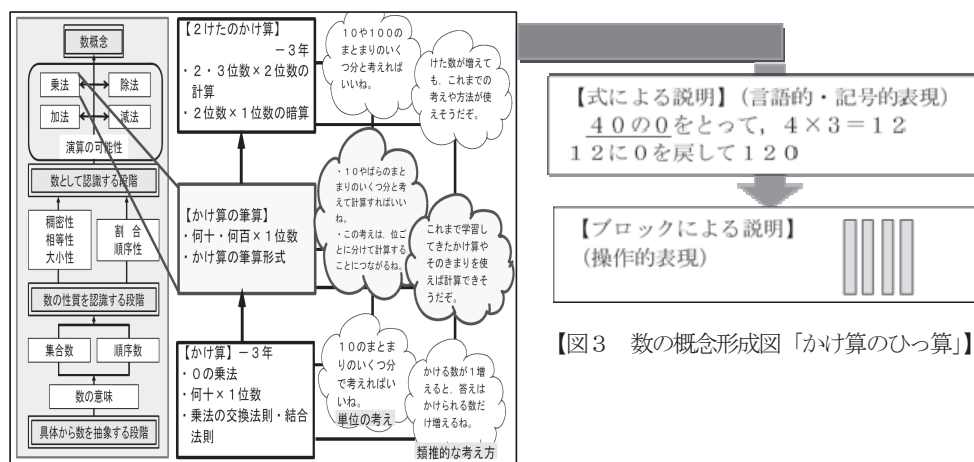 数概念
乗法
除法
加法
減法
演算の可能性
数として認識する段階
稠密性
相等性
大小性
割 合
順序性
数の性質を認識する段階
集合数
順序数
数の意味
具体から数を抽象する段階
【2けたのかけ算】
－3年
・2・3位数×2位数の
計算
・2位数×1位数の暗算
10や100の
まとまりのいく
つ分と考えれば
いいね。
けた数が増えて
も、これまでの
考えや方法が使
えそうだぞ。
【かけ算の筆算】
・何十・何百×1位数
・かけ算の筆算形式
・10やばらのまと
まりのいくつ分と考
えて計算すればいい
ね。
・この考えは、位ご
とに分けて計算する
ことにつながるね。
これまで学習し
てきたかけ算や
そのきまりを使
えば計算できそ
うだぞ。
【かけ算】－3年
・0の乗法
・何十×1位数
・乗法の交換法則・結合
法則
10のまとま
りのいくつ分
で考えればい
いね。
単位の考え
かける数が1増
えると、答えは
かけられる数だ
け増えるね。
類推的な考え方
【式による説明】（言語的・記号的表現）
40の0をとって，4×3＝12
12に0を戻して120
【ブロックによる説明】
（操作的表現）
【図3 数の概念形成図「かけ算のひっ算」】